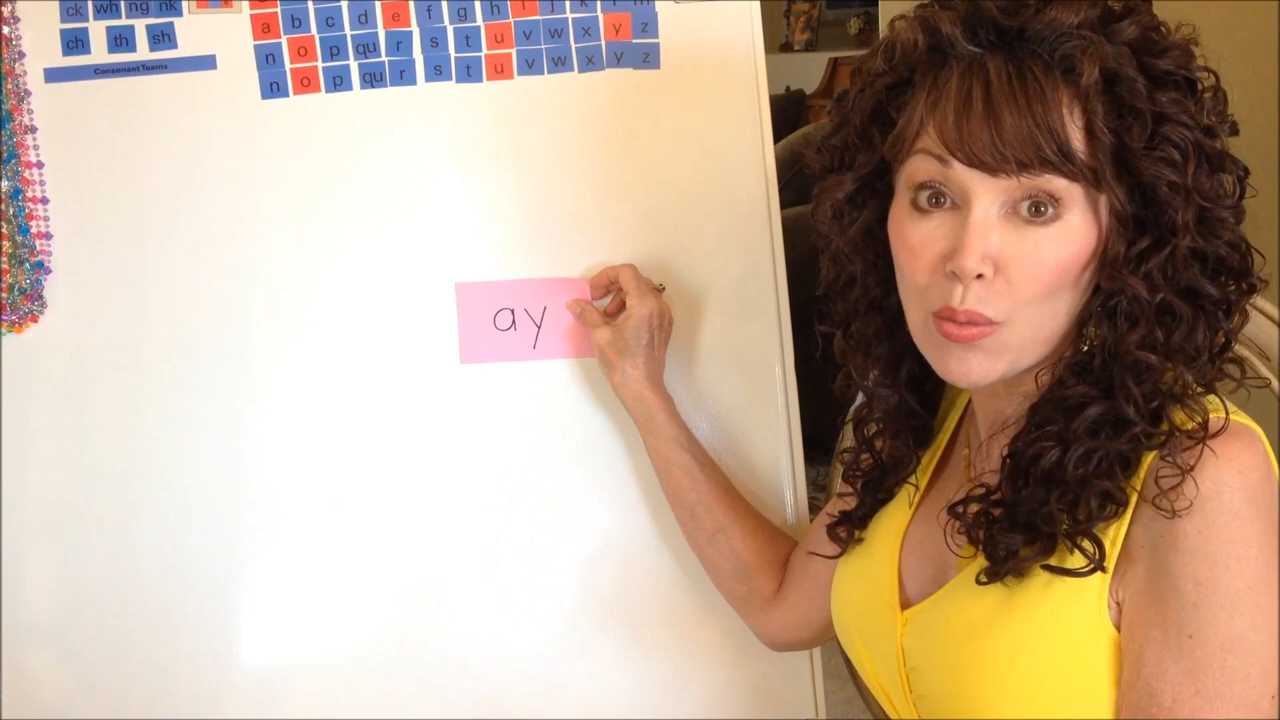 ck wh ng nk
ch th sh
Consonant Teams
a b c d e f g h i j k l m
n o p qu r s t u v w x y z
n o p qu r s t u v w x y z
ay